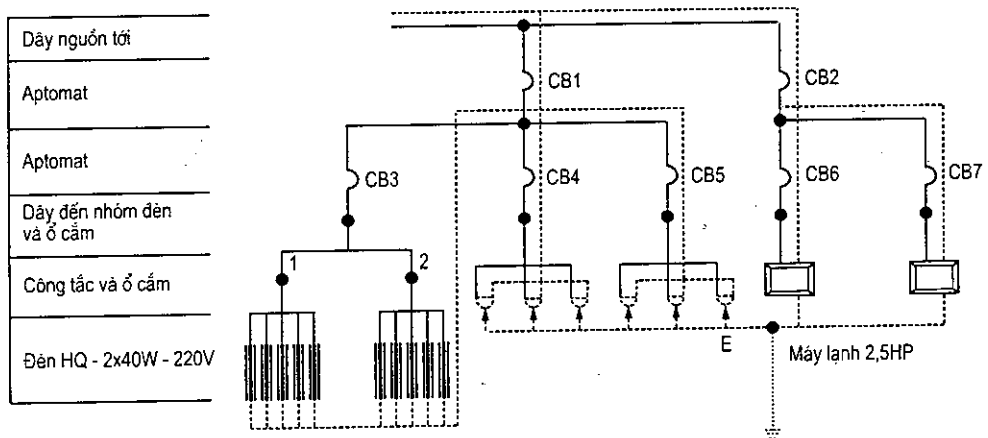 Dây nguồn tới
Aptomat
Aptomat
Dây đến nhóm đèn
và ổ cắm
Công tắc và ổ cắm
Đèn HQ - 2x40W - 220V
CB1
CB2
CB3
CB4
CB5
CB6
CB7
1
2
E
Máy lạnh 2,5HP